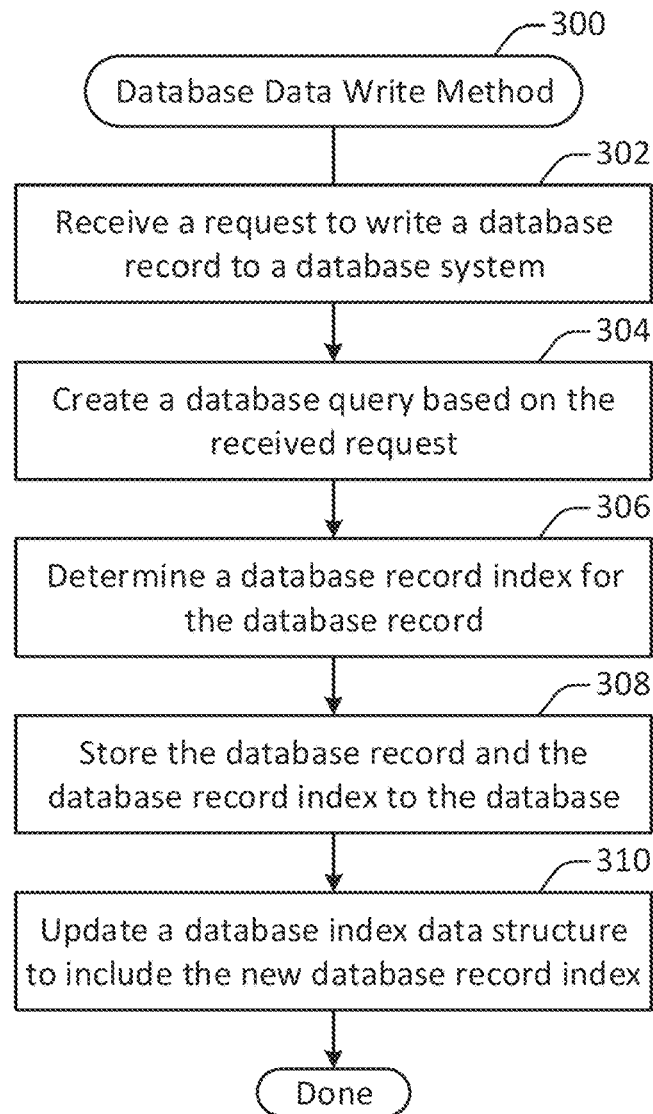 300
Database Data Write Method
302
Receive a request to write a database
record to a database system
304
Create a database query based on the
received request
306
Determine a database record index for
the database record
308
Store the database record and the
database record index to the database
310
Update a database index data structure
to include the new database record index
Done